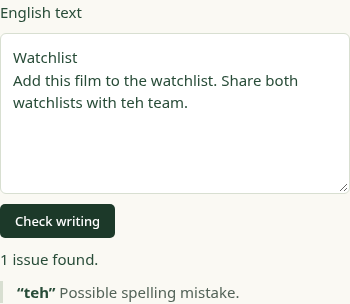 English text
Watchlist
Add this film to the watchlist. Share both
watchlists with teh team.
Check writing
1 issue found.
“teh” Possible spelling mistake.